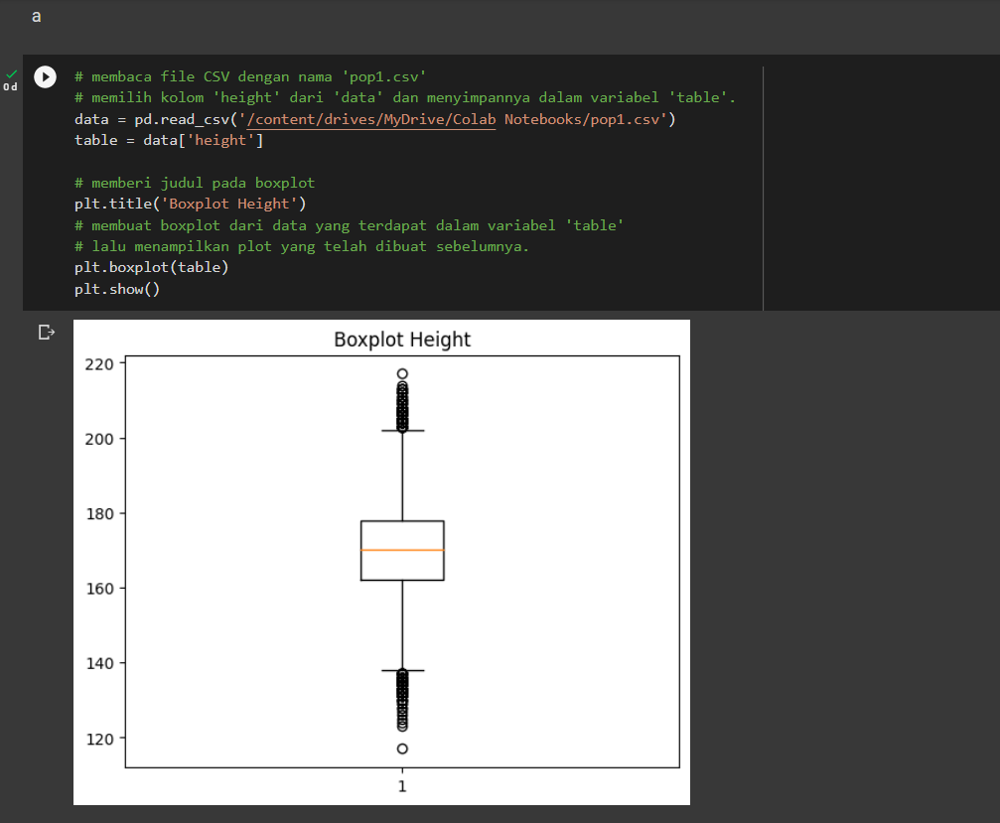 a
0 d
# membaca file CSV dengan nama 'pop1.csv'
# memilih kolom 'height' dari 'data' dan menyimpannya dalam variabel 'table'.
data = pd.read_csv('/content/drives/MyDrive/Colab Notebooks/pop1.csv')
table = data['height']
# memberi judul pada boxplot
plt.title('Boxplot Height')
# membuat boxplot dari data yang terdapat dalam variabel 'table'
# lalu menampilkan plot yang telah dibuat sebelumnya.
plt.boxplot(table)
plt.show()
Boxplot Height
220
200
180
160
140
120
1